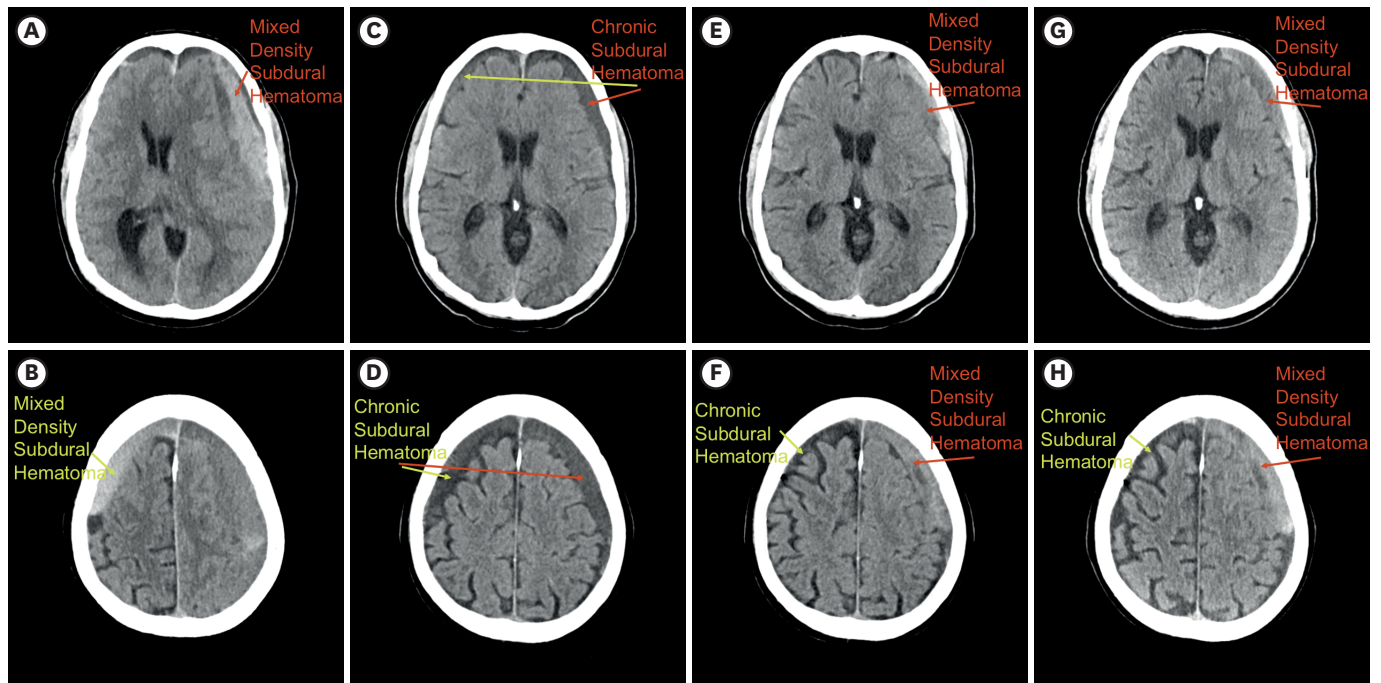 A
Mixed
Density
Subdural
Hematoma
C
Chronic
Subdural
Hematoma
E
Mixed
Density
Subdural
Hematoma
G
Mixed
Density
Subdural
Hematoma
B
Mixed
Density
Subdural
Hematoma
D
Chronic
Subdural
Hematoma
F
Chronic
Subdural
Hematoma
Mixed
Density
Subdural
Hematoma
H
Chronic
Subdural
Hematoma
Mixed
Density
Subdural
Hematoma